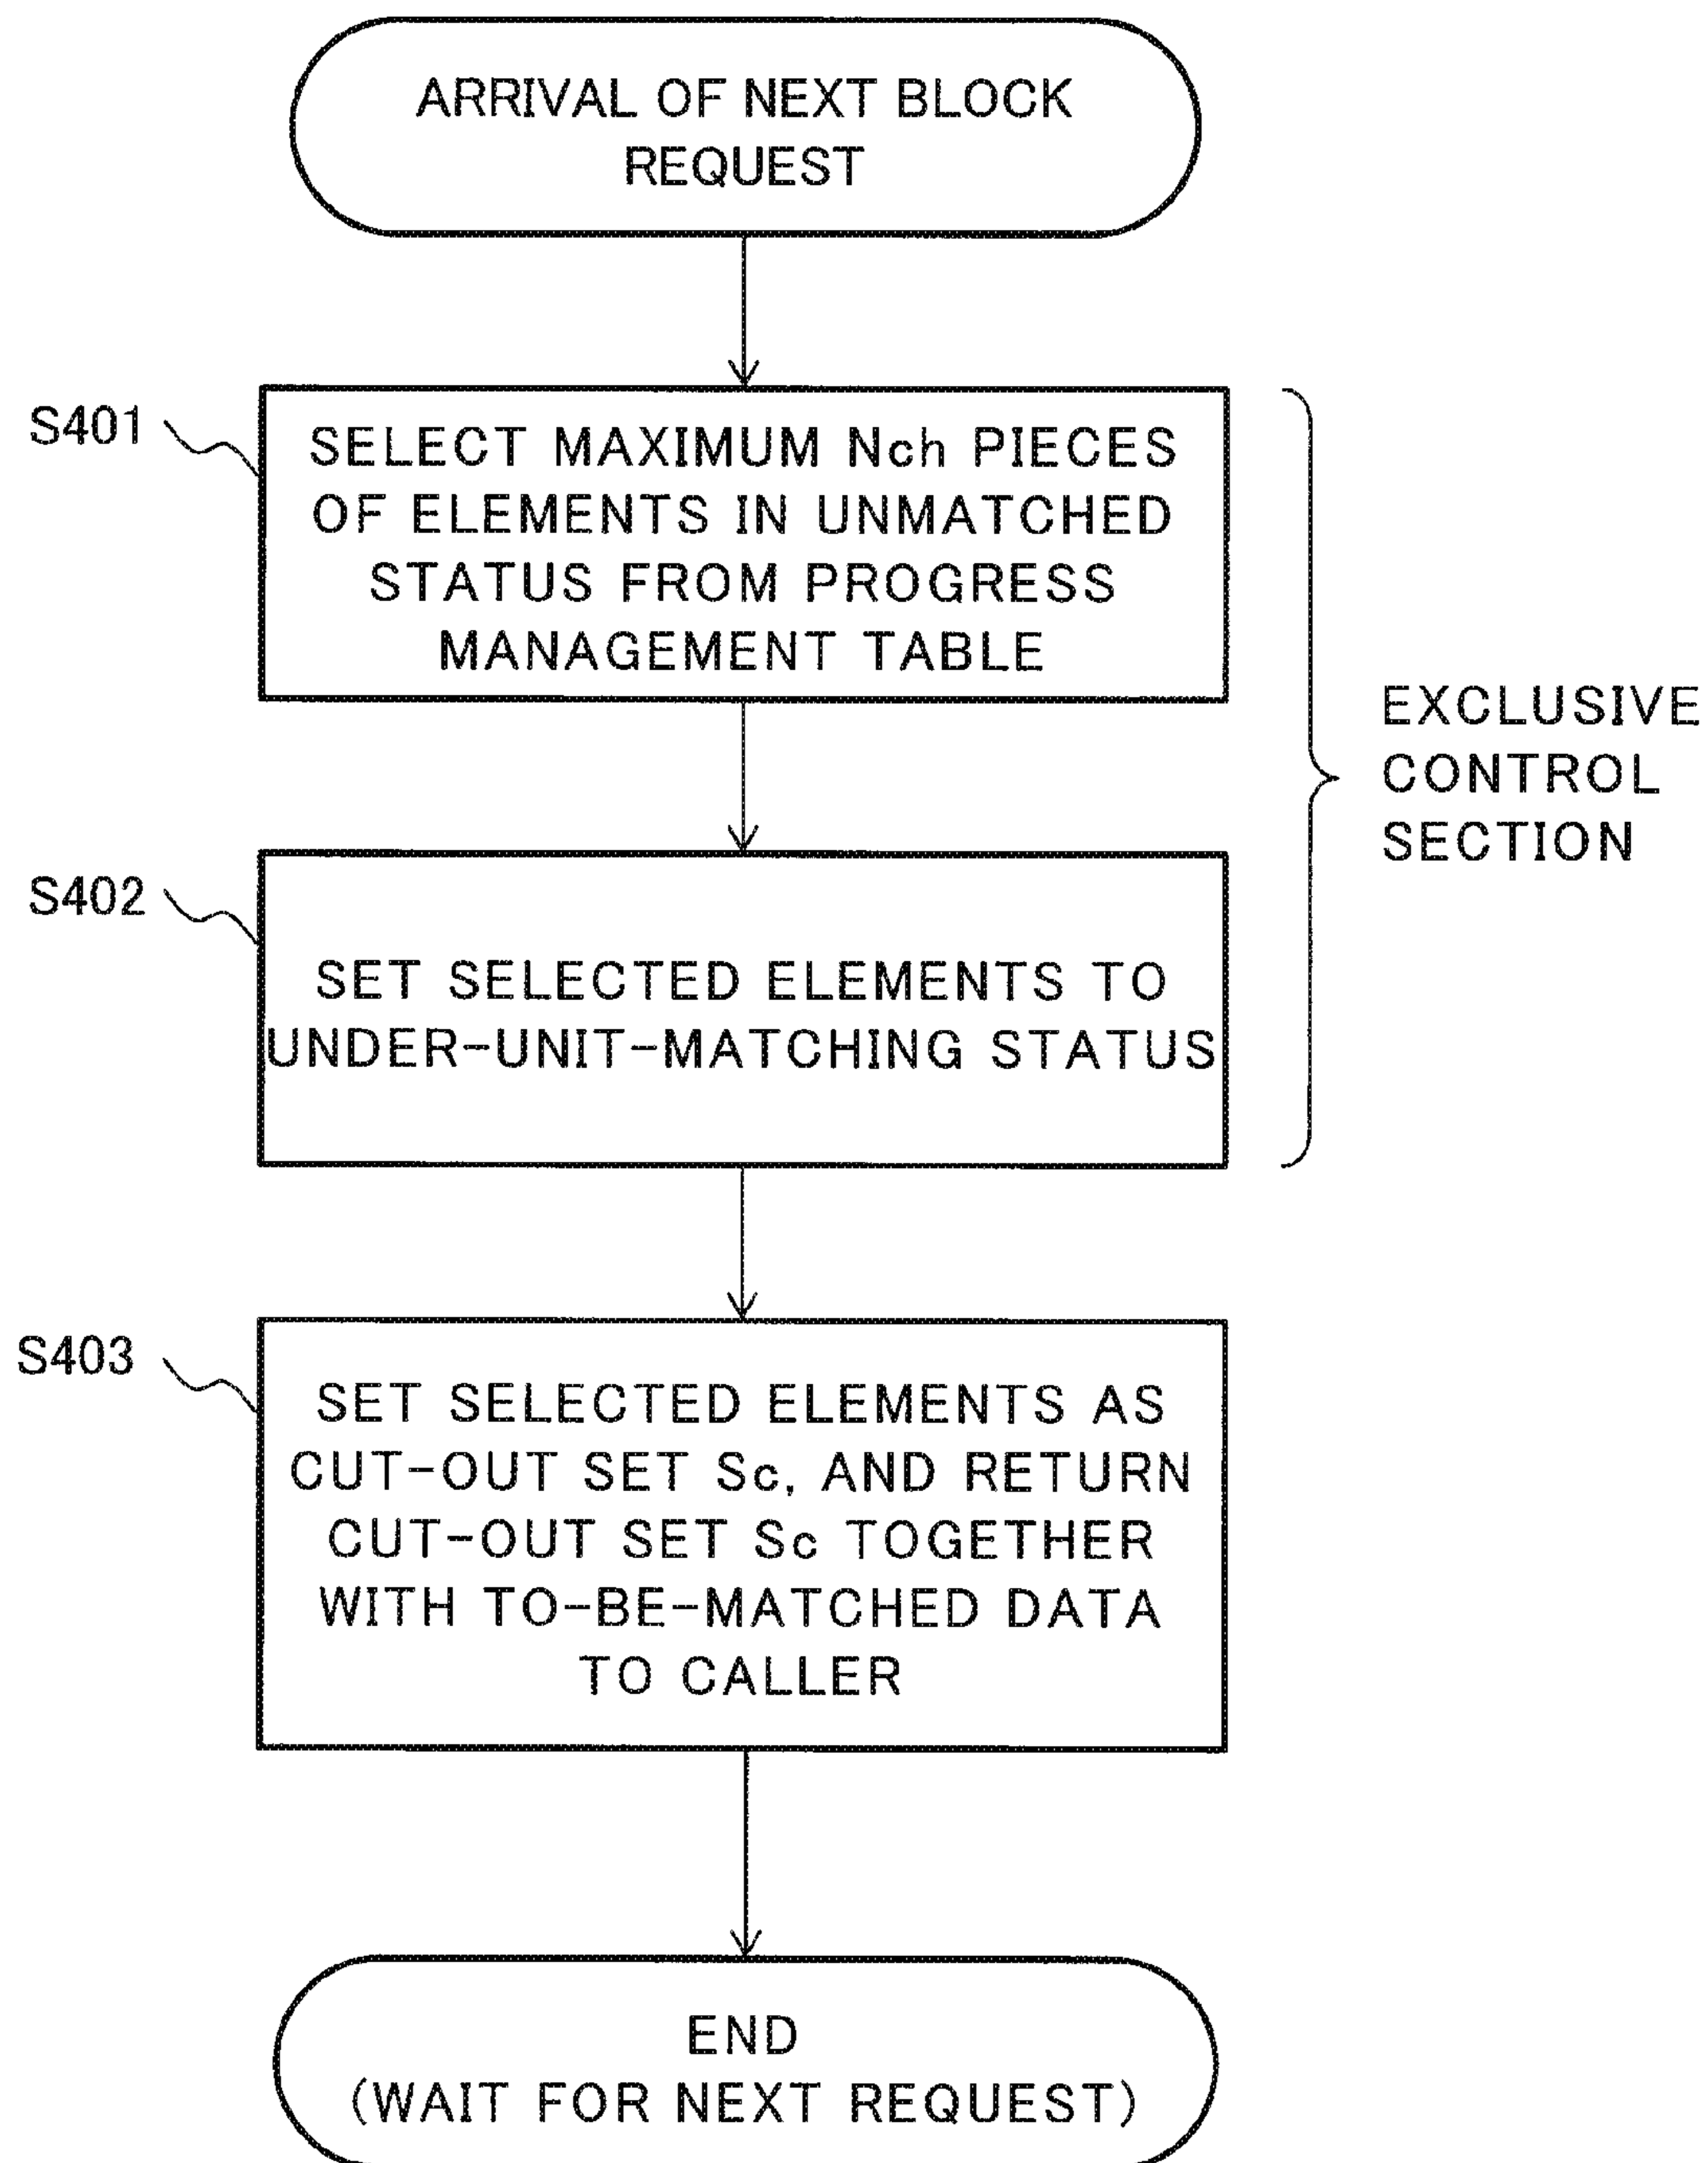 ARRIVAL OF NEXT BLOCK
REQUEST
S401
SELECT MAXIMUM Nch PIECES
OF ELEMENTS IN UNMATCHED
STATUS FROM PROGRESS
MANAGEMENT TABLE
EXCLUSIVE
CONTROL
SECTION
S402
SET SELECTED ELEMENTS TO
UNDER-UNIT-MATCHING STATUS
S403
SET SELECTED ELEMENTS AS
CUT-OUT SET Sc, AND RETURN
CUT-OUT SET Sc TOGETHER
WITH TO-BE-MATCHED DATA
TO CALLER
END
(WAIT FOR NEXT REQUEST)